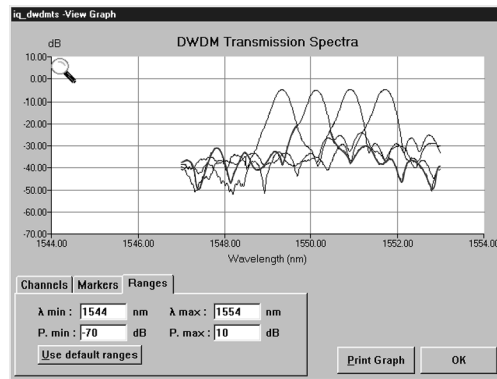 iq_dwdmts -View Graph
dB
DWDM Transmission Spectra
10.00
0.00
-10.00
-20.00
-30.00
-40.00
-50.00
-60.00
-70.00
1544.00 1546.00 1548.00 1550.00 1552.00 1554.00
Wavelength (nm)
Channels Markers Ranges
λ min : 1544 nm λ max : 1554 nm
P. min : -70 dB P. max : 10 dB
Use default ranges
Print Graph OK